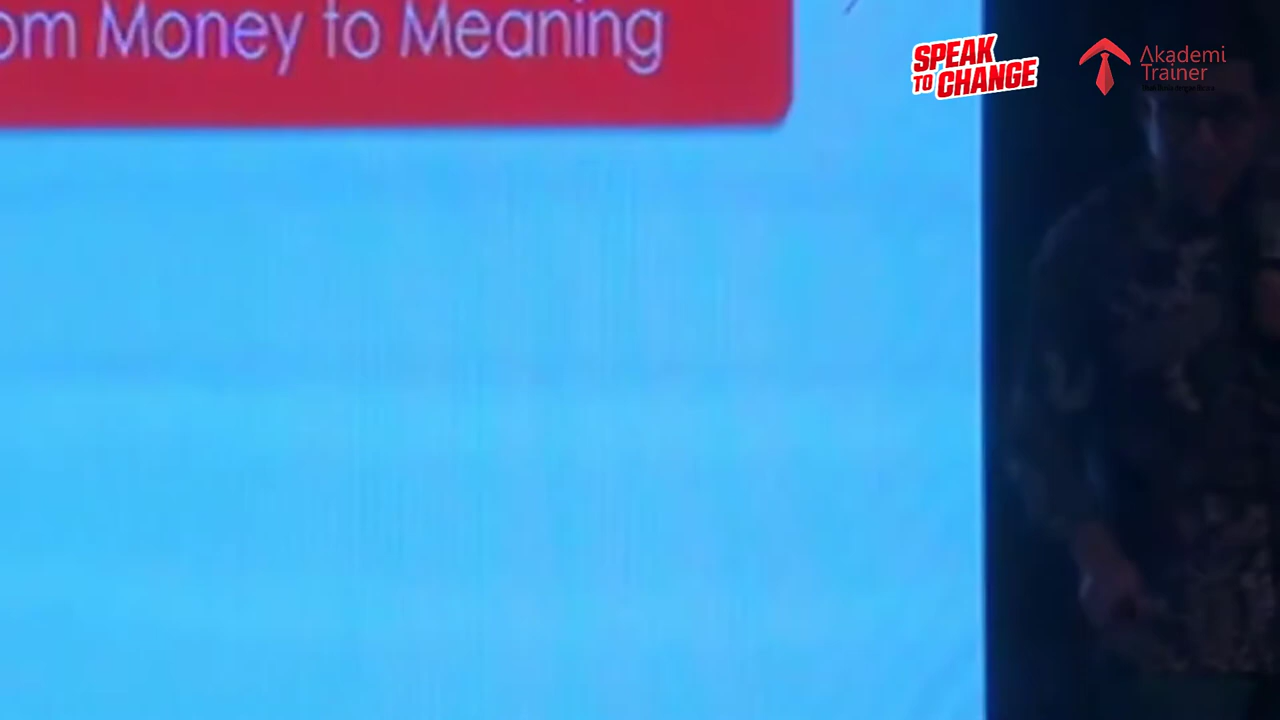 om Money to Meaning
SPEAK
TO CHANGE
Akademi
Trainer